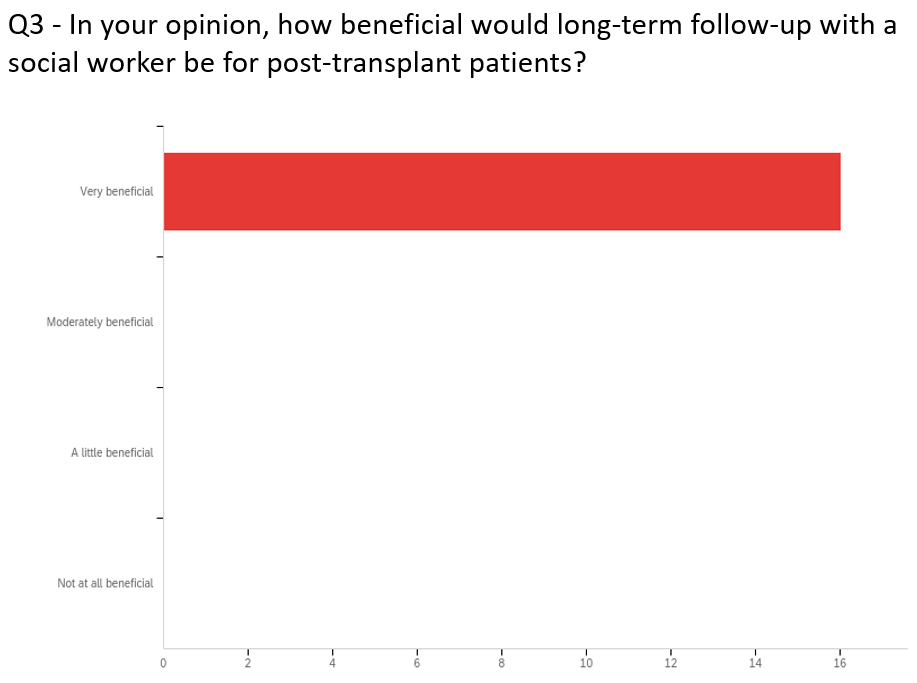 Q3 - In your opinion, how beneficial would long-term follow-up with a
social worker be for post-transplant patients?
Very beneficial
Moderately beneficial
A little beneficial
Not at all beneficial
0 2 4 6 8 10 12 14 16